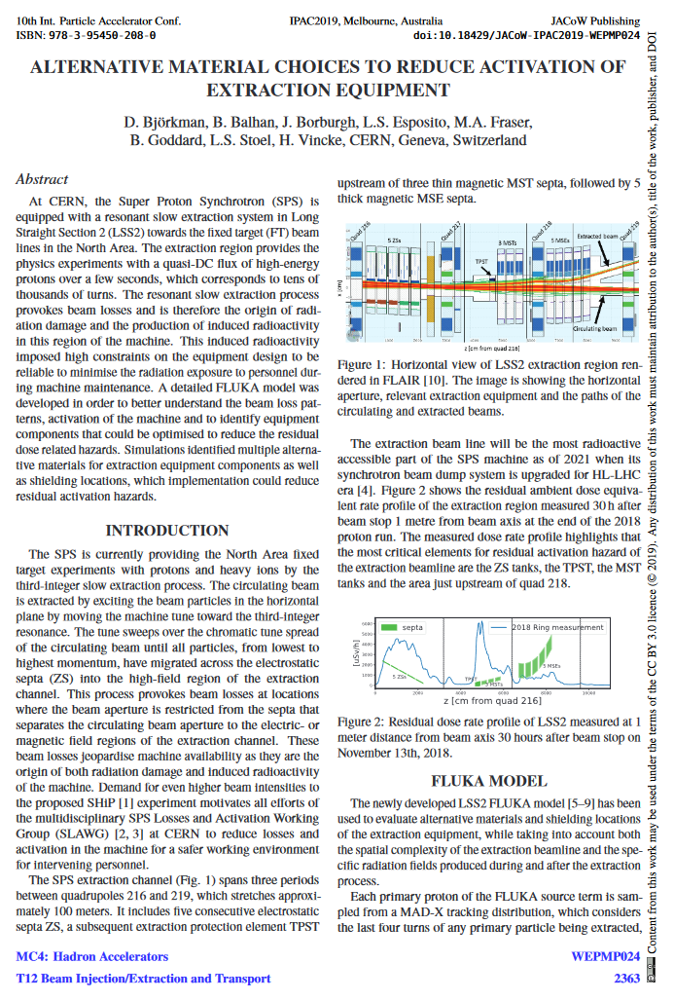 10th Int. Particle Accelerator Conf.
IPAC2019, Melbourne, Australia
JACoW Publishing
ISBN: 978-3-95450-208-0
doi:10.18429/JACoW-IPAC2019-WEPMP024
ALTERNATIVE MATERIAL CHOICES TO REDUCE ACTIVATION OF
EXTRACTION EQUIPMENT
D. Björkman, B. Balhan, J. Borburgh, L.S. Esposito, M.A. Fraser,
B. Goddard, L.S. Stoel, H. Vincke, CERN, Geneva, Switzerland
Abstract
At CERN, the Super Proton Synchrotron (SPS) is
equipped with a resonant slow extraction system in Long
Straight Section 2 (LSS2) towards the fixed target (FT) beam
lines in the North Area. The extraction region provides the
physics experiments with a quasi-DC flux of high-energy
protons over a few seconds, which corresponds to tens of
thousands of turns. The resonant slow extraction process
provokes beam losses and is therefore the origin of radi-
ation damage and the production of induced radioactivity
in this region of the machine. This induced radioactivity
imposed high constraints on the equipment design to be
reliable to minimise the radiation exposure to personnel dur-
ing machine maintenance. A detailed FLUKA model was
developed in order to better understand the beam loss pat-
terns, activation of the machine and to identify equipment
components that could be optimised to reduce the residual
dose related hazards. Simulations identified multiple alterna-
tive materials for extraction equipment components as well
as shielding locations, which implementation could reduce
residual activation hazards.
INTRODUCTION
The SPS is currently providing the North Area fixed
target experiments with protons and heavy ions by the
third-integer slow extraction process. The circulating beam
is extracted by exciting the beam particles in the horizontal
plane by moving the machine tune toward the third-integer
resonance. The tune sweeps over the chromatic tune spread
of the circulating beam until all particles, from lowest to
highest momentum, have migrated across the electrostatic
septa (ZS) into the high-field region of the extraction
channel. This process provokes beam losses at locations
where the beam aperture is restricted from the septa that
separates the circulating beam aperture to the electric- or
magnetic field regions of the extraction channel. These
beam losses jeopardise machine availability as they are the
origin of both radiation damage and induced radioactivity
of the machine. Demand for even higher beam intensities to
the proposed SHiP [1] experiment motivates all efforts of
the multidisciplinary SPS Losses and Activation Working
Group (SLAWG) [2, 3] at CERN to reduce losses and
activation in the machine for a safer working environment
for intervening personnel.
The SPS extraction channel (Fig. 1) spans three periods
between quadrupoles 216 and 219, which stretches approxi-
mately 100 meters. It includes five consecutive electrostatic
septa ZS, a subsequent extraction protection element TPST
upstream of three thin magnetic MST septa, followed by 5
thick magnetic MSE septa.
Quad 216
5 ZSs
Quad 217
TPST
3 MSTs
Quad 218
5 MSEs
Extracted beam
Quad 219
Circulating beam
x [cm]
z [cm from quad 216]
Figure 1: Horizontal view of LSS2 extraction region ren-
dered in FLAIR [10]. The image is showing the horizontal
aperture, relevant extraction equipment and the paths of the
circulating and extracted beams.
The extraction beam line will be the most radioactive
accessible part of the SPS machine as of 2021 when its
synchrotron beam dump system is upgraded for HL-LHC
era [4]. Figure 2 shows the residual ambient dose equiva-
lent rate profile of the extraction region measured 30 h after
beam stop 1 metre from beam axis at the end of the 2018
proton run. The measured dose rate profile highlights that
the most critical elements for residual activation hazard of
the extraction beamline are the ZS tanks, the TPST, the MST
tanks and the area just upstream of quad 218.
septa
2018 Ring measurement
[uSv/h]
6000
5000
4000
3000
2000
1000
0
5 ZSs
TPST
3 MSTs
5 MSEs
0
2000
4000
6000
8000
10000
z [cm from quad 216]
Figure 2: Residual dose rate profile of LSS2 measured at 1
meter distance from beam axis 30 hours after beam stop on
November 13th, 2018.
FLUKA MODEL
The newly developed LSS2 FLUKA model [5–9] has been
used to evaluate alternative materials and shielding locations
of the extraction equipment, while taking into account both
the spatial complexity of the extraction beamline and the spe-
cific radiation fields produced during and after the extraction
process.
Each primary proton of the FLUKA source term is sam-
pled from a MAD-X tracking distribution, which considers
the last four turns of any primary particle being extracted,
MC4: Hadron Accelerators
T12 Beam Injection/Extraction and Transport
WEPMP024
2363
Content from this work may be used under the terms of the CC BY 3.0 licence (© 2019). Any distribution of this work must maintain attribution to the author(s), title of the work, publisher, and DOI